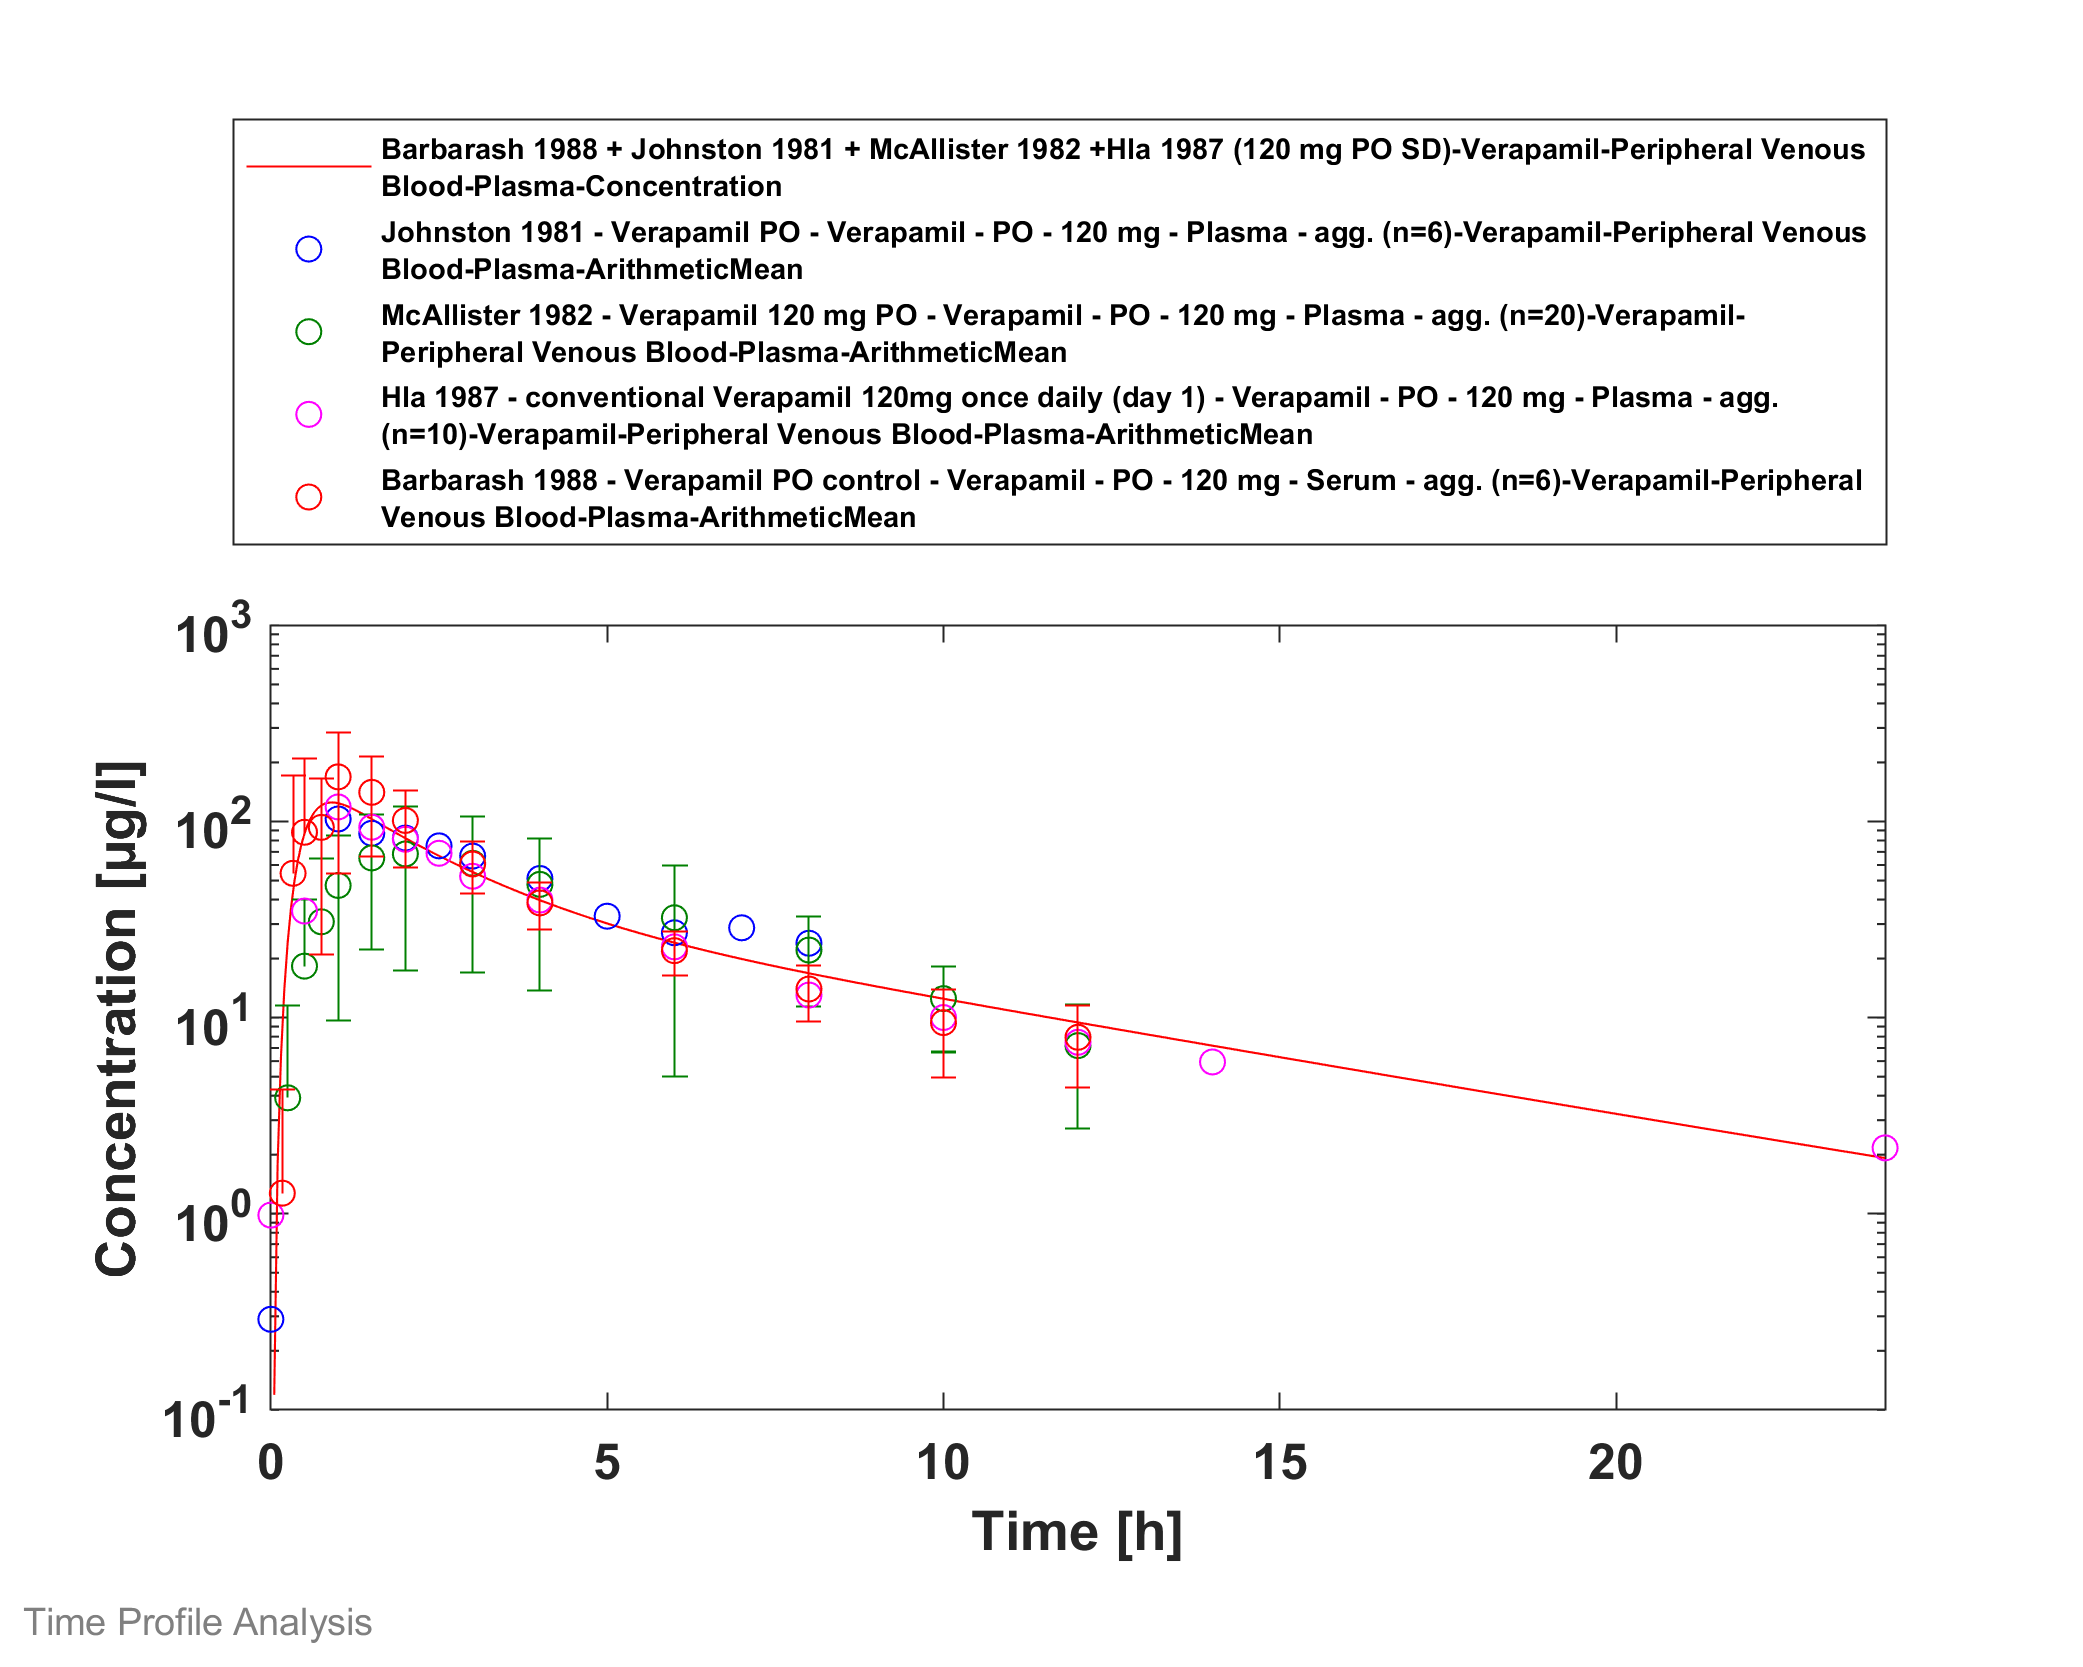 Barbarash 1988 + Johnston 1981 + McAllister 1982 +Hla 1987 (120 mg PO SD)-Verapamil-Peripheral Venous
Blood-Plasma-Concentration
Johnston 1981 - Verapamil PO - Verapamil - PO - 120 mg - Plasma - agg. (n=6)-Verapamil-Peripheral Venous
Blood-Plasma-ArithmeticMean
McAllister 1982 - Verapamil 120 mg PO - Verapamil - PO - 120 mg - Plasma - agg. (n=20)-Verapamil-
Peripheral Venous Blood-Plasma-ArithmeticMean
Hla 1987 - conventional Verapamil 120mg once daily (day 1) - Verapamil - PO - 120 mg - Plasma - agg.
(n=10)-Verapamil-Peripheral Venous Blood-Plasma-ArithmeticMean
Barbarash 1988 - Verapamil PO control - Verapamil - PO - 120 mg - Serum - agg. (n=6)-Verapamil-Peripheral
Venous Blood-Plasma-ArithmeticMean
Concentration [µg/l]
10^3
10^2
10^1
10^0
10^-1
0 5 10 15 20
Time [h]
Time Profile Analysis